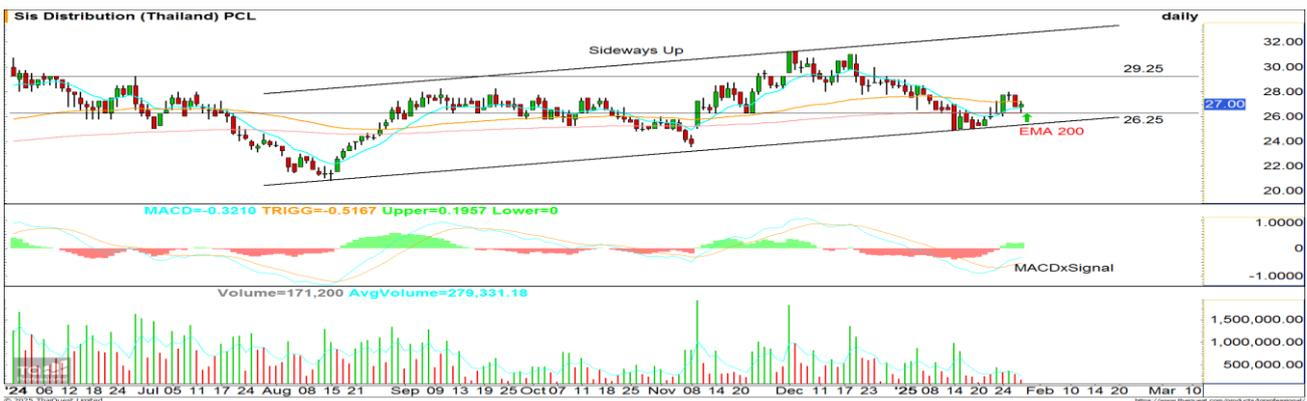 Sis Distribution (Thailand) PCL daily
Sideways Up
32.00
30.00
29.25
28.00
27.00
26.25
26.00
EMA 200
24.00
22.00
20.00
MACD=-0.3210 TRIGG=-0.5167 Upper=0.1957 Lower=0
1.0000
0
MACDxSignal
-1.0000
Volume=171,200 AvgVolume=279,331.18
1,500,000.00
1,000,000.00
500,000.00
'24 06 12 18 24 Jul 05 11 17 24 Aug 08 15 21 Sep 09 13 19 25 Oct 07 11 18 25 Nov 08 14 20 Dec 11 17 23 '25 08 14 20 24 Feb 10 14 20 Mar 10
© 2025 ThaiQuest Limited